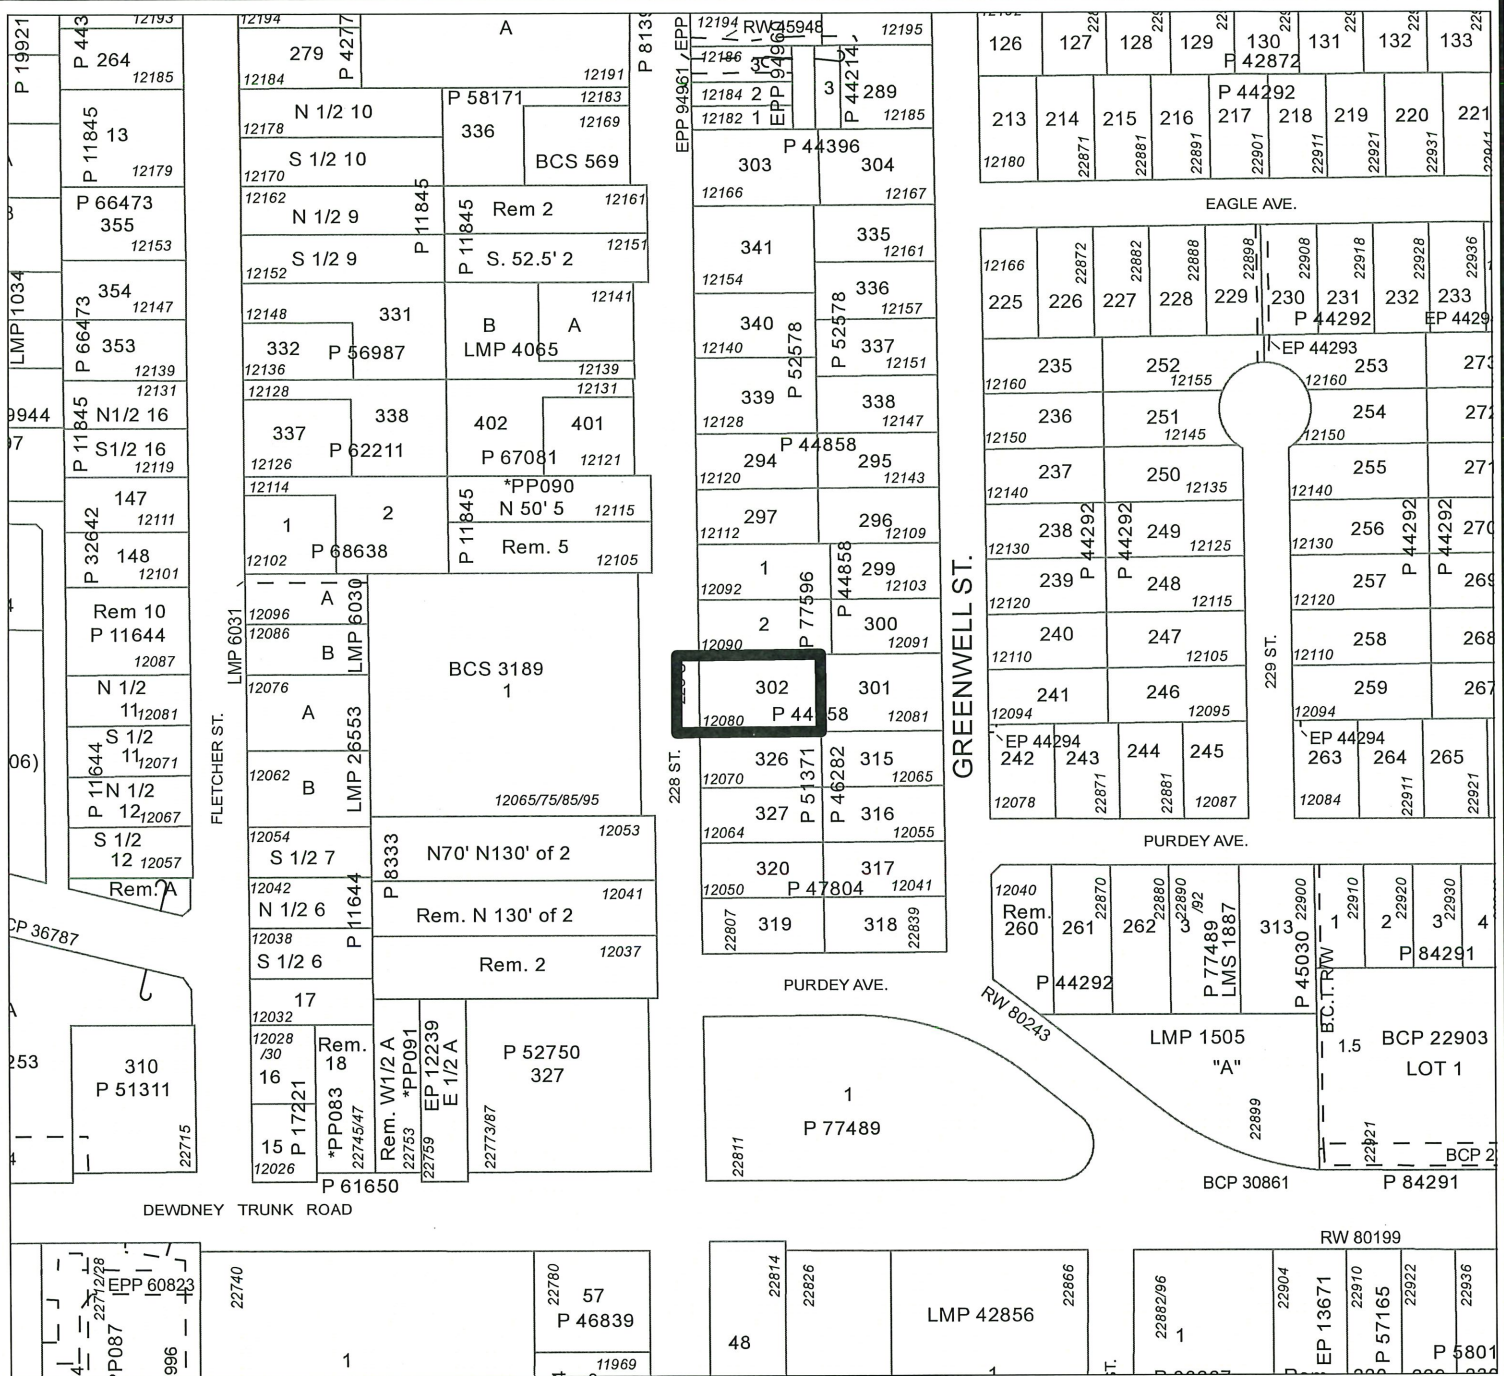 12193
P 443
264
12185
P 19921
P 11845
13
12179
P 66473
355
12153
354
12147
LMP 1034
P 66473
353
12139
12131
N1/2 16
P 11845
S1/2 16
12119
147
12111
P 32642
148
12101
Rem 10
P 11644
12087
N 1/2
11
12081
S 1/2
11
12071
P 11644
N 1/2
12
12067
S 1/2
12
12057
Rem. A
CP 36787
310
P 51311
22715
12194
279
P 427
12184
A
12191
P 8139
N 1/2 10
12178
S 1/2 10
12170
P 58171
12183
336
12169
BCS 569
12162
N 1/2 9
P 11845
S 1/2 9
12152
Rem 2
12161
P 11845
S. 52.5' 2
12151
12148
331
332
P 56987
12136
B
LMP 4065
12141
A
12139
12128
338
337
P 62211
12126
402
P 67081
12131
401
12121
12114
1
2
P 68638
12102
*PP090
N 50' 5
12115
P 11845
Rem. 5
12105
A
12096
LMP 6030
LMP 6031
12086
B
12076
A
LMP 26553
12062
B
BCS 3189
1
12065/75/85/95
FLETCHER ST.
12054
S 1/2 7
12042
N 1/2 6
P 11644
12038
S 1/2 6
17
12032
P 8333
N70' N130' of 2
12053
Rem. N 130' of 2
12041
Rem. 2
12037
12028
/30
16
P 17221
15
12026
Rem.
18
*PP083
22745/47
Rem. W1/2 A
*PP091
22753
EP 12239
E 1/2 A
22759
P 52750
327
22773/87
P 61650
DEWDNEY TRUNK ROAD
12194
RW 45948
12195
EPP 94961
EPP
12186
3
12184
2
12182
1
EPP 94960
3
P 44214
289
12185
P 44396
303
12166
304
12167
341
12154
335
12161
336
12157
340
12140
P 52578
P 52578
337
12151
339
12128
338
12147
P 44858
294
12120
295
12143
297
12112
296
12109
1
12092
P 77596
P 44858
299
12103
2
12090
300
12091
302
12080
301
12081
228 ST.
326
12070
P 51371
P 46282
315
12065
327
12064
316
12055
320
12050
P 47804
317
12041
22807
319
318
22839
GREENWELL ST.
PURDEY AVE.
1
P 77489
22811
126
127
128
129
130
131
132
133
P 42872
P 44292
213
214
215
216
217
218
219
220
221
12180
22871
22881
22891
22901
22911
22921
22931
EAGLE AVE.
12166
22872
22882
22888
22898
22908
22918
22928
22936
225
226
227
228
229
230
231
232
233
P 44292
EP 4429
EP 44293
235
12160
252
12155
12160
253
236
12150
251
12145
12150
254
237
12140
250
12135
12140
255
238
12130
P 44292
P 44292
249
12125
256
12130
P 44292
P 44292
239
12120
248
12115
257
12120
240
12110
247
12105
258
12110
229 ST.
241
12094
246
12095
259
12094
EP 44294
242
243
244
245
12078
22871
22881
12087
EP 44294
263
264
265
12084
22911
22921
PURDEY AVE.
12040
Rem.
260
261
22870
262
22880
22890
/92
3
P 77489
LMS 1887
313
22900
P 45030
1
22910
2
22920
3
22930
4
P 84291
P 44292
RW 80243
LMP 1505
"A"
22899
B.C.T. R/W
1.5
BCP 22903
LOT 1
22921
BCP 2
BCP 30861
P 84291
RW 80199
EPP 60823
22712/28
PP087
22740
1
22780
57
P 46839
11969
48
22814
22826
LMP 42856
22866
22882/96
1
22904
EP 13671
22910
P 57165
22922
22936
P 5801